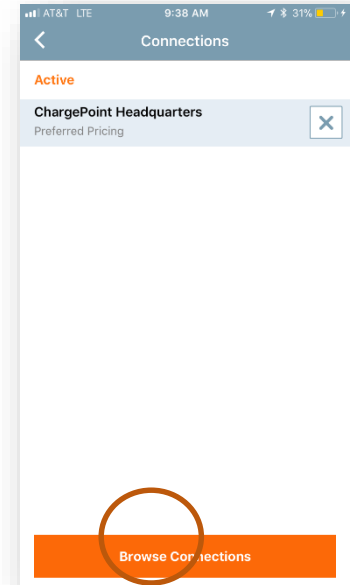 AT&T LTE 9:38 AM 31%
Connections
Active
ChargePoint Headquarters
Preferred Pricing
Browse Connections